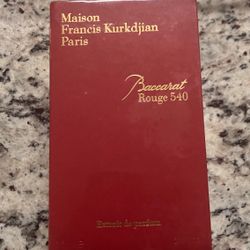 Maison
Francis Kurkdjian
Paris
Baccarat
Rouge 540
Extrait de parfum